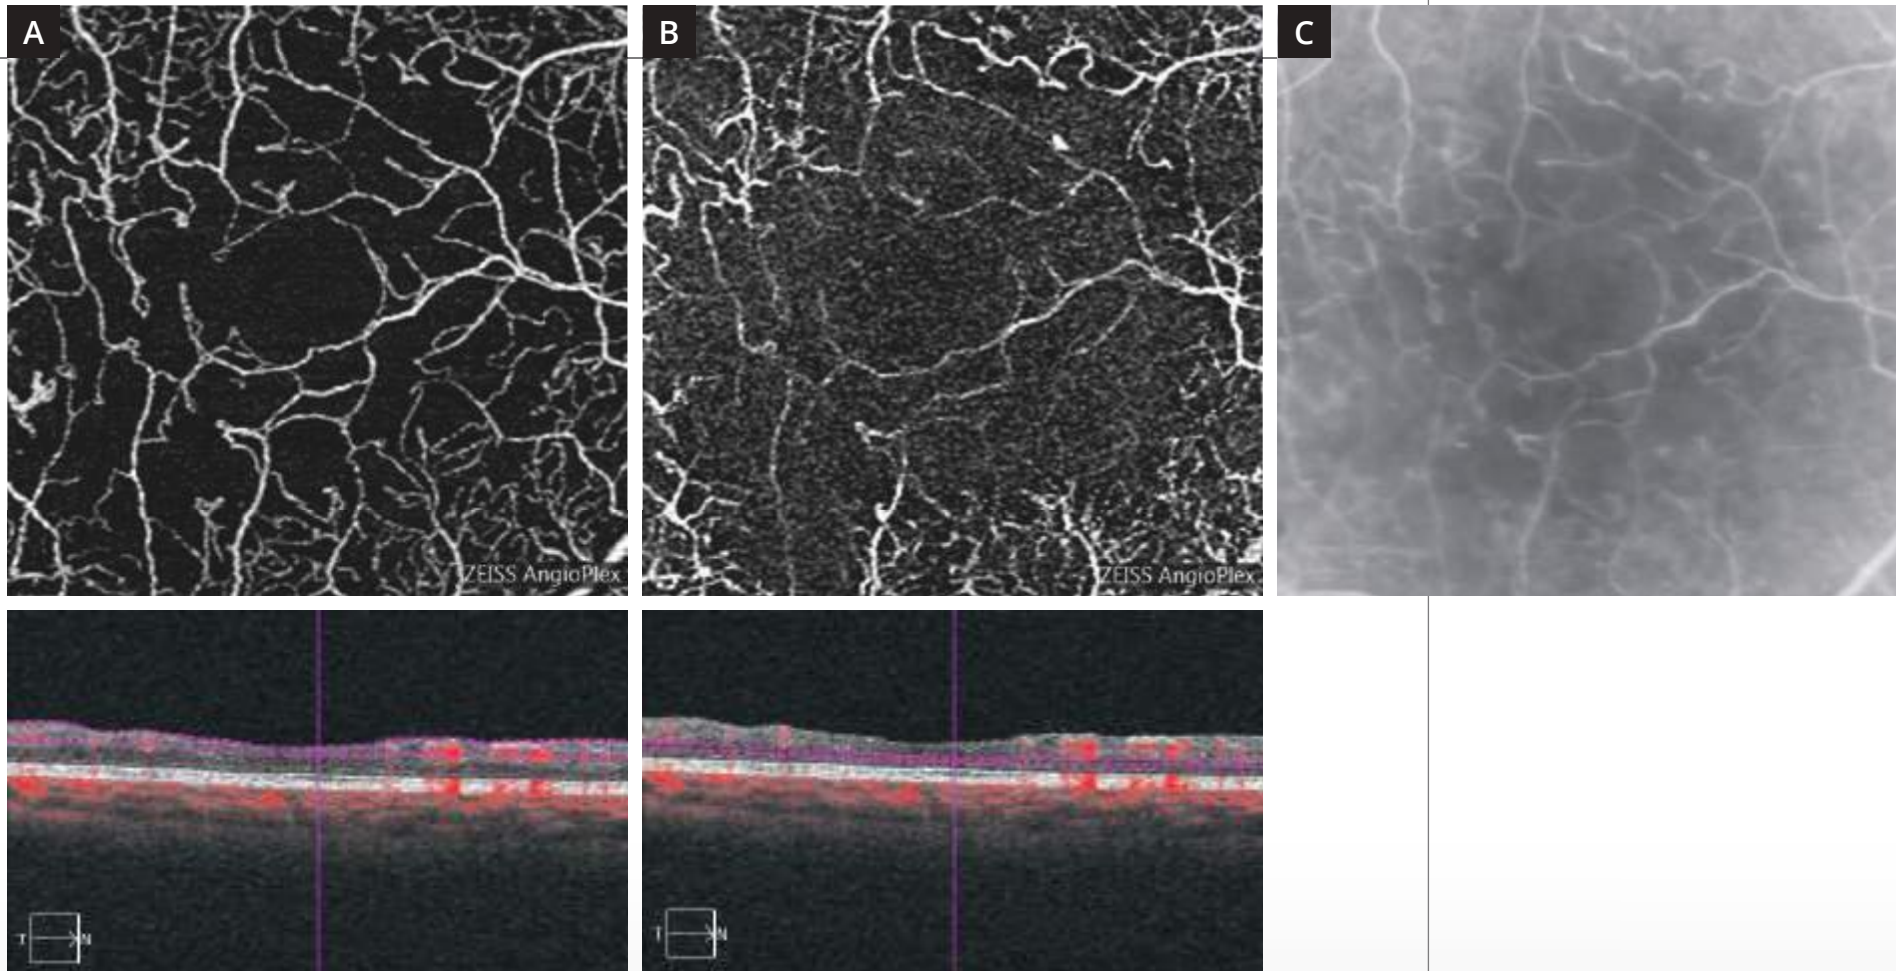 A
B
C
ZEISS AngioPlex
ZEISS AngioPlex
T N
T N